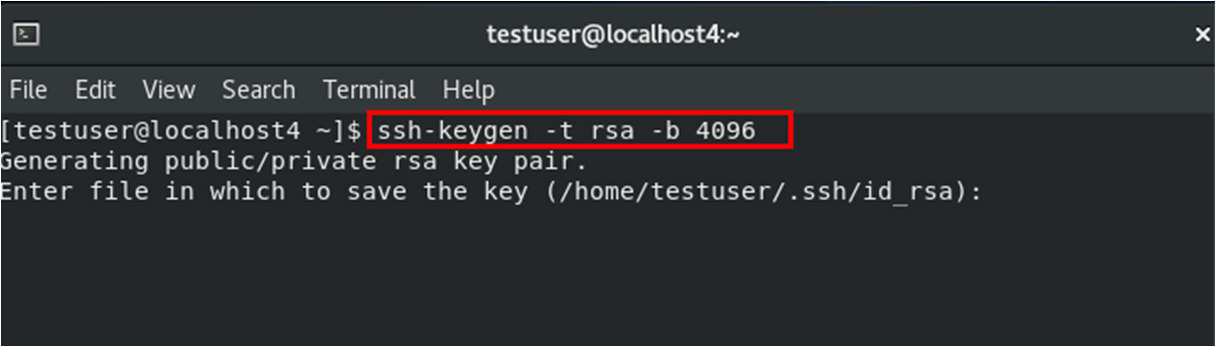 testuser@localhost4:~
File Edit View Search Terminal Help
[testuser@localhost4 ~]$ ssh-keygen -t rsa -b 4096
Generating public/private rsa key pair.
Enter file in which to save the key (/home/testuser/.ssh/id_rsa):